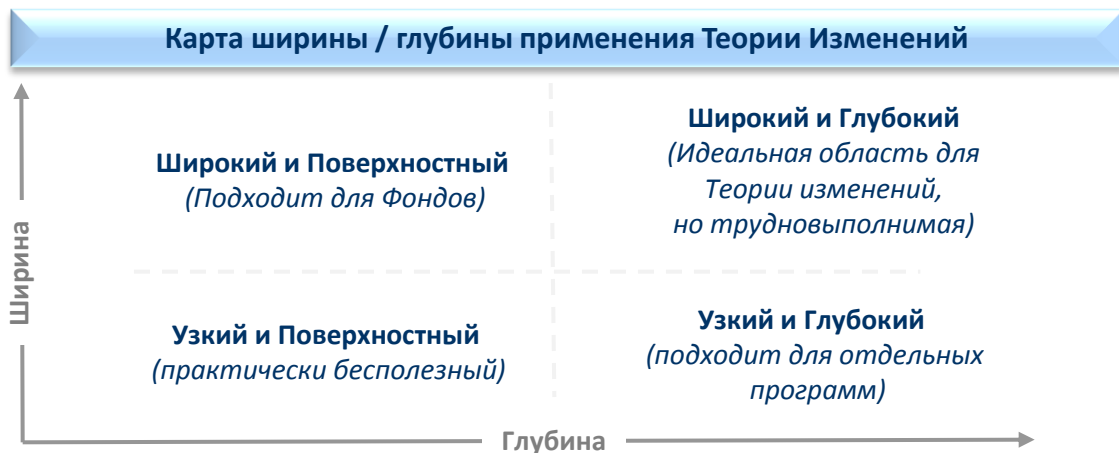 Карта ширины / глубины применения Теории Изменений
Широкий и Поверхностный
(Подходит для Фондов)
Широкий и Глубокий
(Идеальная область для
Теории изменений,
но трудновыполнимая)
Ширина
Узкий и Поверхностный
(практически бесполезный)
Узкий и Глубокий
(подходит для отдельных
программ)
Глубина